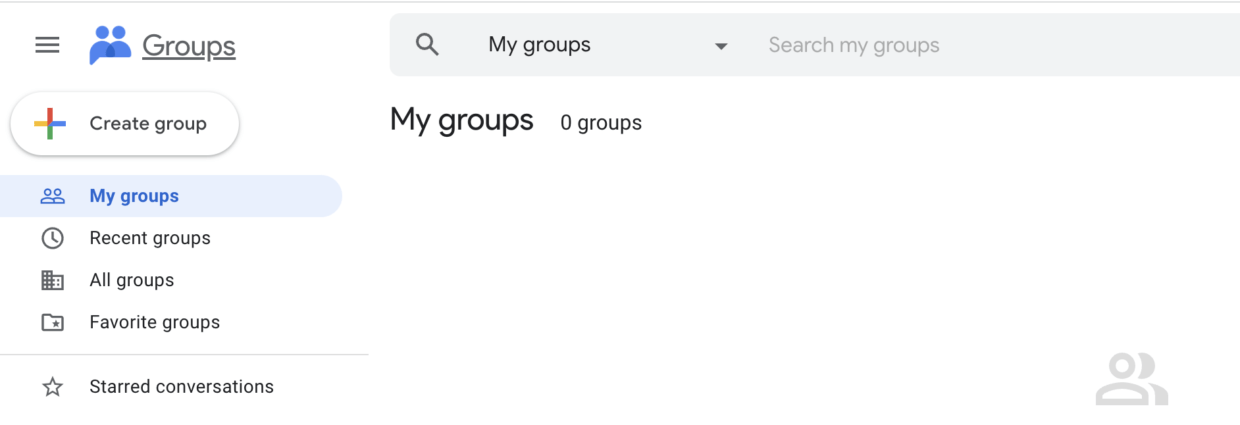 Groups
My groups
Search my groups
Create group
My groups 0 groups
My groups
Recent groups
All groups
Favorite groups
Starred conversations